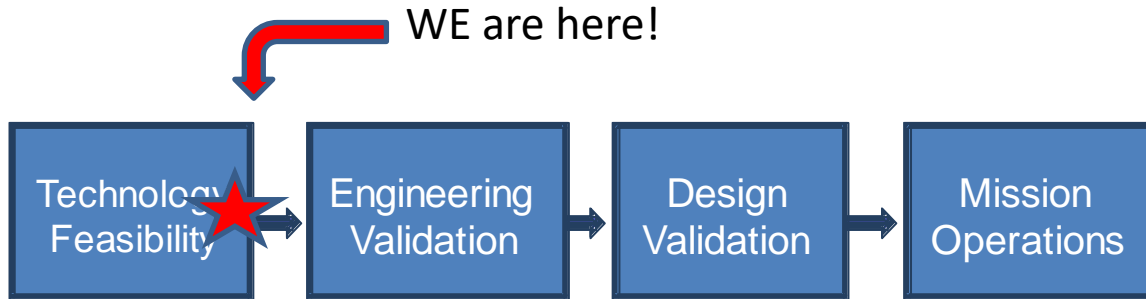 WE are here!
Technology
Feasibility
Engineering
Validation
Design
Validation
Mission
Operations